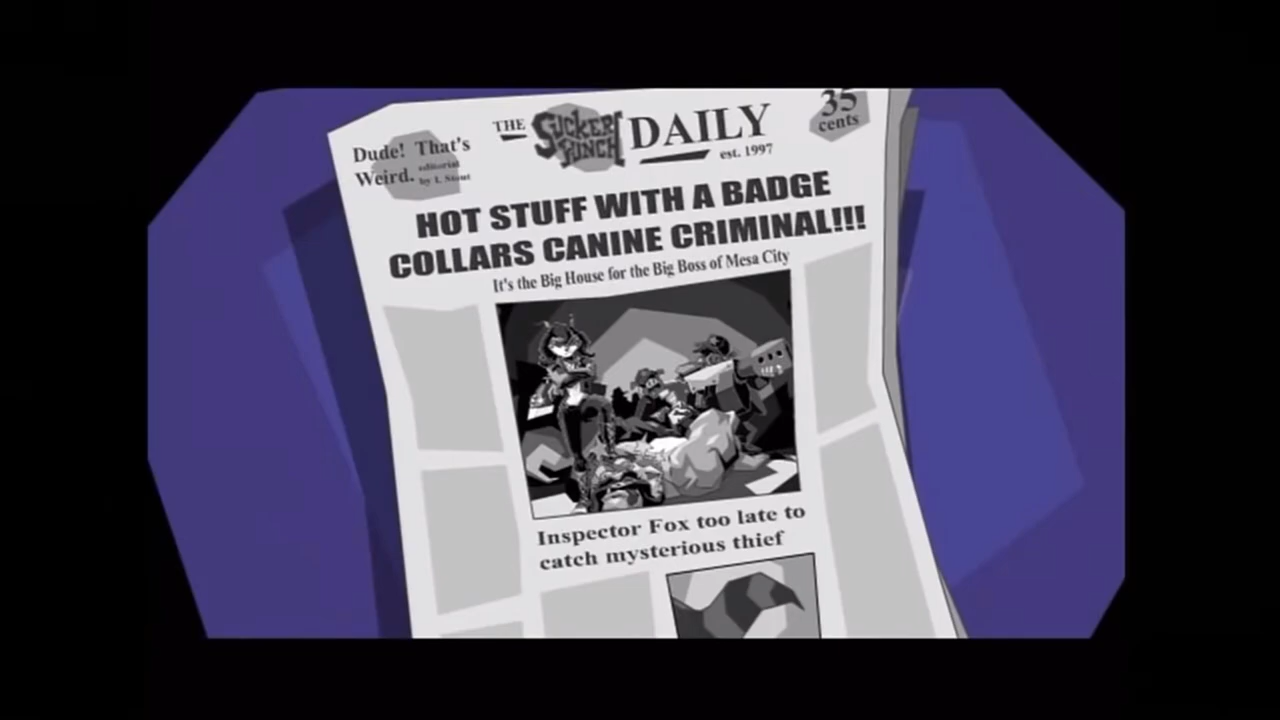 Dude! That's
Weird. editorial
by I. Stout
THE SUCKER PUNCH DAILY
est. 1997
35
cents
HOT STUFF WITH A BADGE
COLLARS CANINE CRIMINAL!!!
It's the Big House for the Big Boss of Mesa City
Inspector Fox too late to
catch mysterious thief